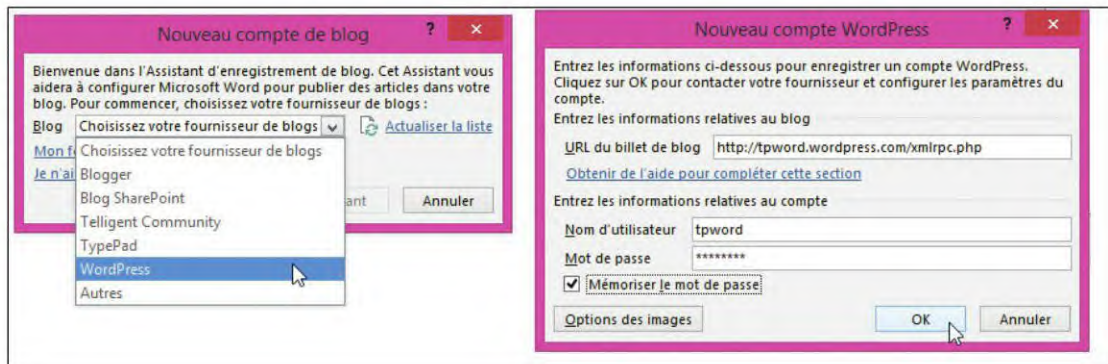 Nouveau compte de blog
?
×
Bienvenue dans l'Assistant d'enregistrement de blog. Cet Assistant vous
aidera à configurer Microsoft Word pour publier des articles dans votre
blog. Pour commencer, choisissez votre fournisseur de blogs :
Blog Choisissez votre fournisseur de blogs Actualiser la liste
Mon
Choisissez votre fournisseur de blogs
Je
Blogger
Blog SharePoint
Annuler
Telligent Community
TypePad
WordPress
Autres
Nouveau compte WordPress
?
×
Entrez les informations ci-dessous pour enregistrer un compte WordPress.
Cliquez sur OK pour contacter votre fournisseur et configurer les paramètres du
compte.
Entrez les informations relatives au blog
URL du billet de blog http://tpword.wordpress.com/xmlrpc.php
Obtenir de l'aide pour compléter cette section
Entrez les informations relatives au compte
Nom d'utilisateur tpword
Mot de passe ********
Mémoriser le mot de passe
Options des images OK Annuler